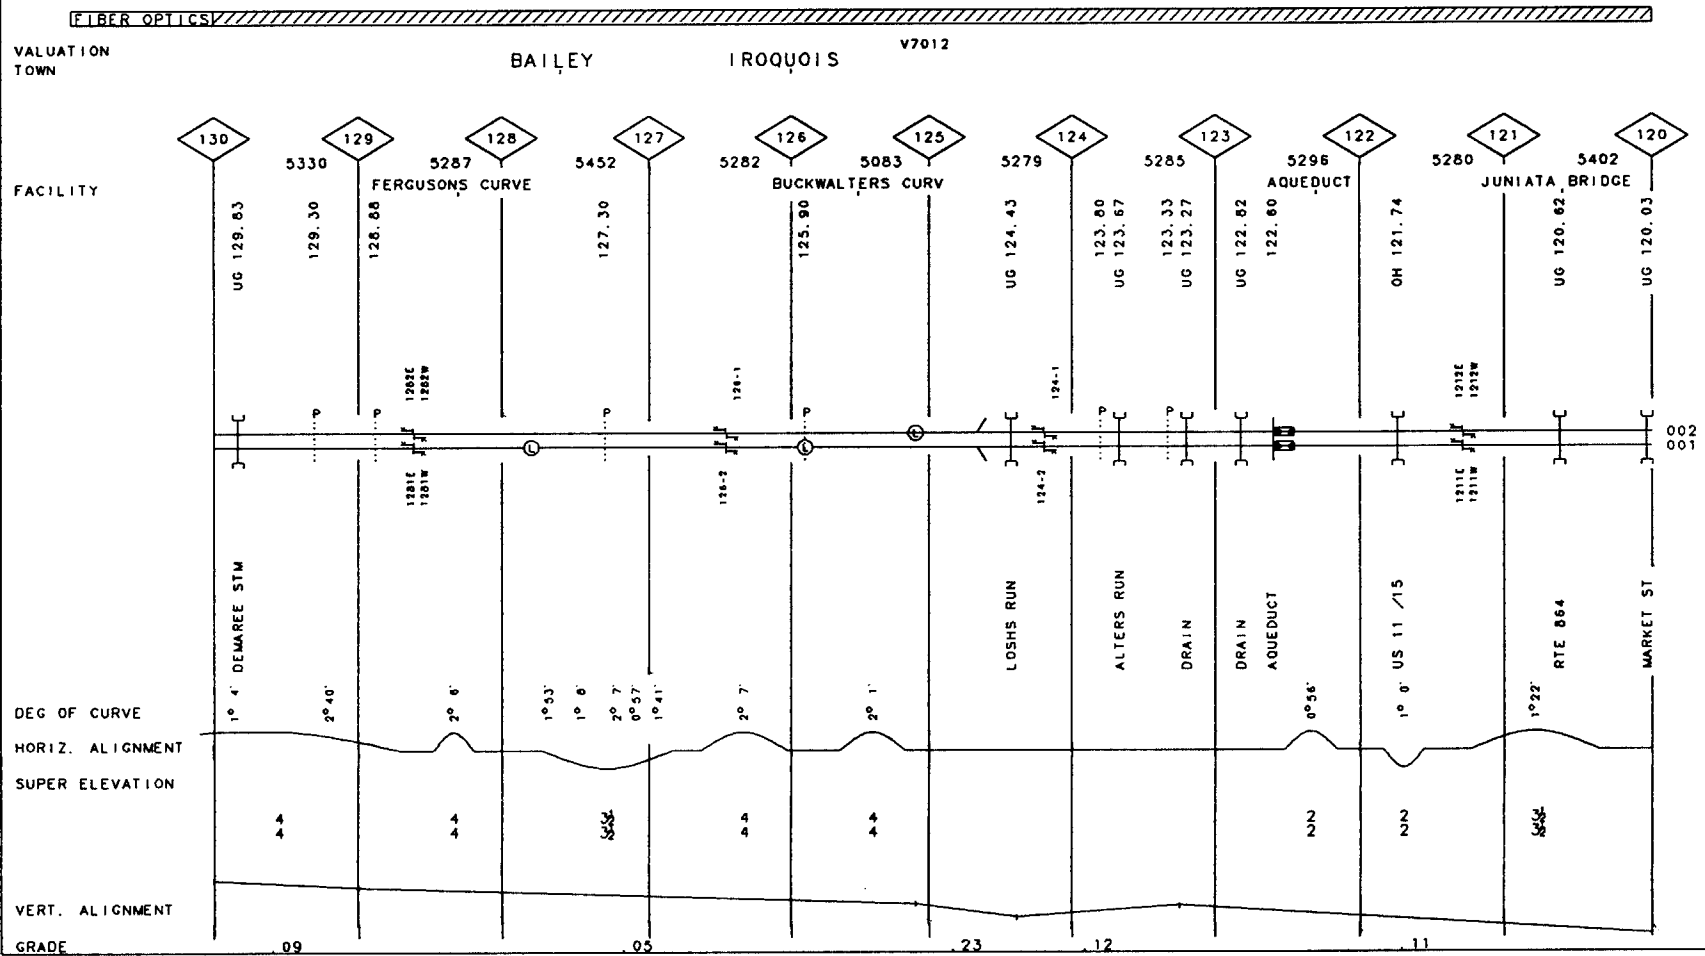 FIBER OPTICS
VALUATION
V7012
TOWN
BAILEY
IROQUOIS
130
129
128
127
126
125
124
123
122
121
120
5330
5287
5452
5282
5083
5279
5285
5296
5280
5402
FACILITY
FERGUSONS CURVE
BUCKWALTERS CURV
AQUEDUCT
JUNIATA BRIDGE
UG 129.83
129.30
128.88
127.30
125.90
UG 124.43
123.80
UG 123.67
123.33
UG 123.27
UG 122.82
122.60
OH 121.74
UG 120.62
UG 120.03
1282E
1282W
126-1
124-1
1212E
1212W
P
P
P
P
P
P
L
L
L
002
001
1281E
1281W
126-2
124-2
1211E
1211W
DEMAREE STM
LOSHS RUN
ALTERS RUN
DRAIN
DRAIN
AQUEDUCT
US 11 /15
RTE 864
MARKET ST
DEG OF CURVE
1° 4'
2° 40'
2° 6'
1° 53'
1° 8'
2° 7'
0° 57'
1° 41'
2° 7'
2° 1'
0° 56'
1° 0'
1° 22'
HORIZ. ALIGNMENT
SUPER ELEVATION
4
4
4
4
2
2
4
4
4
4
2
2
VERT. ALIGNMENT
GRADE
.09
.05
.23
.12
.11